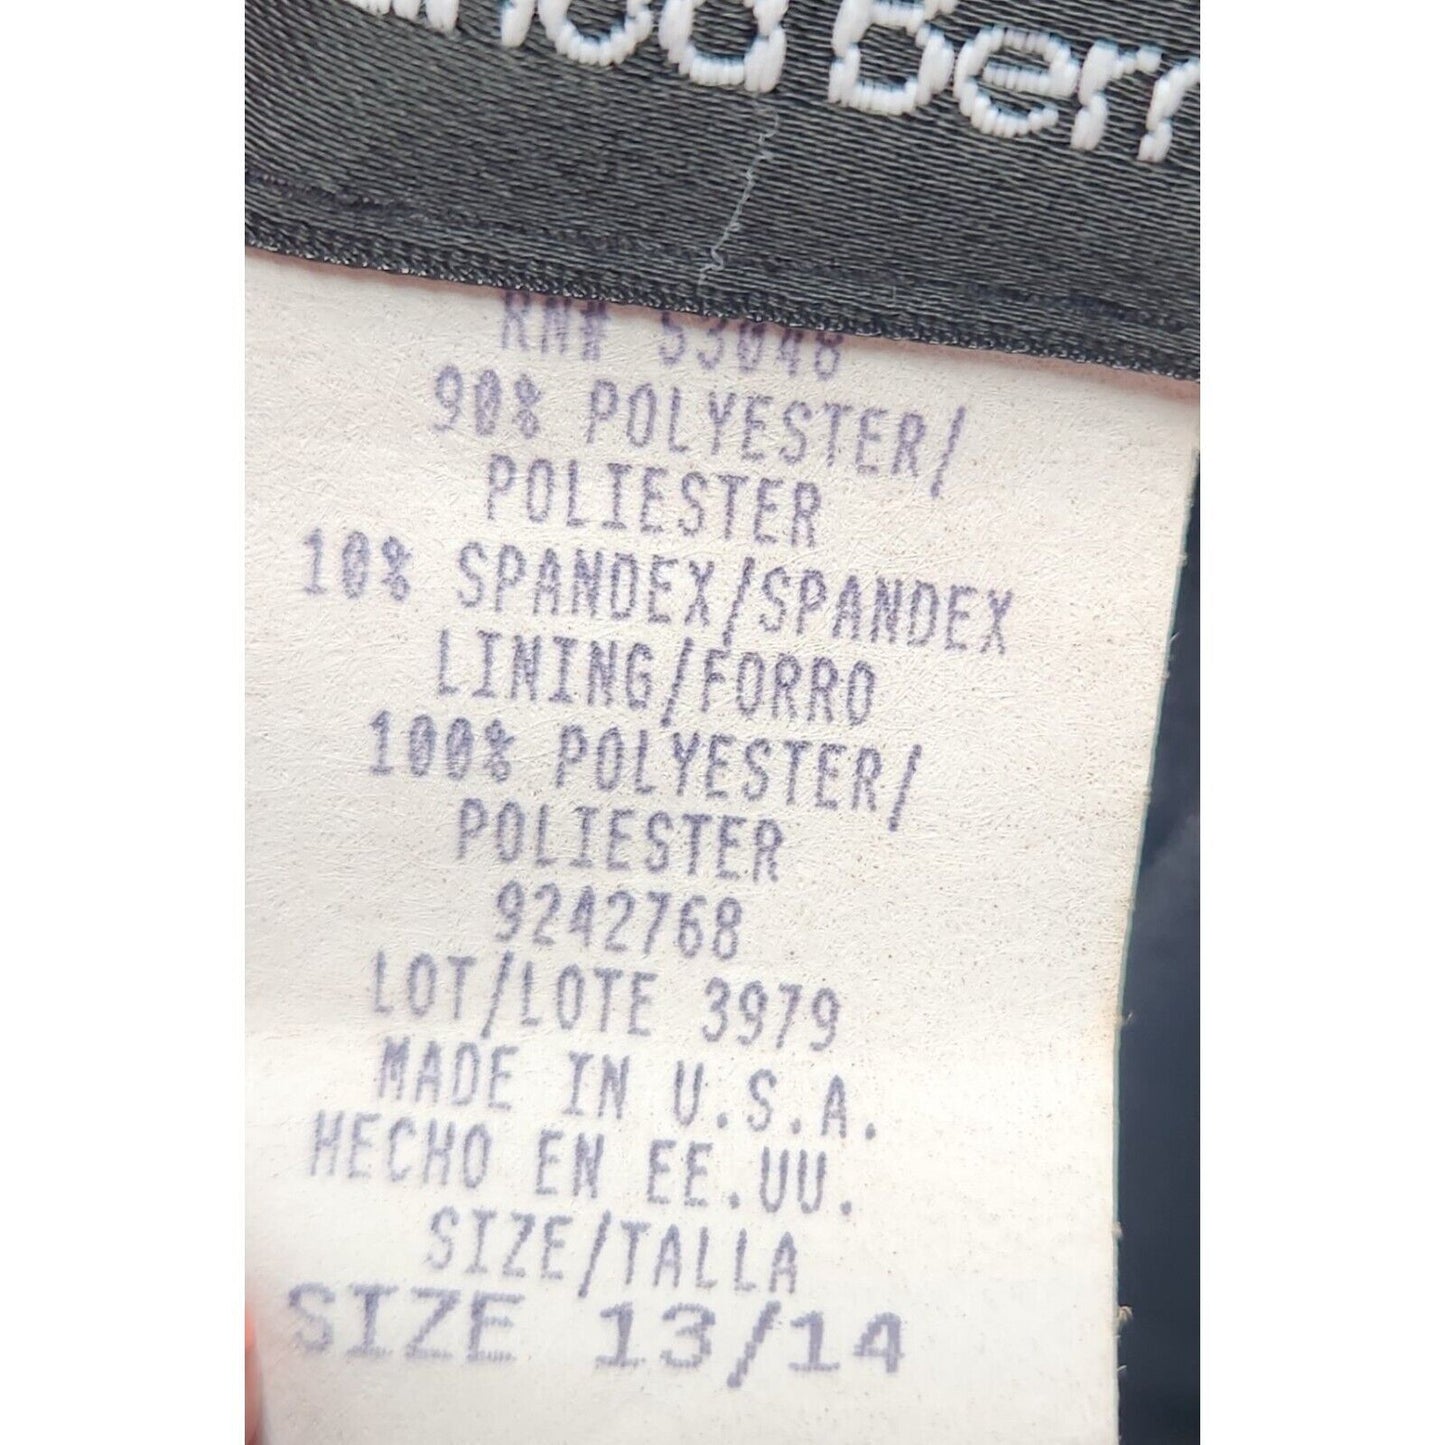 RN# 53048
90% POLYESTER/
POLIESTER
10% SPANDEX/SPANDEX
LINING/FORRO
100% POLYESTER/
POLIESTER
9242768
LOT/LOTE 3979
MADE IN U.S.A.
HECHO EN EE.UU.
SIZE/TALLA
SIZE 13/14